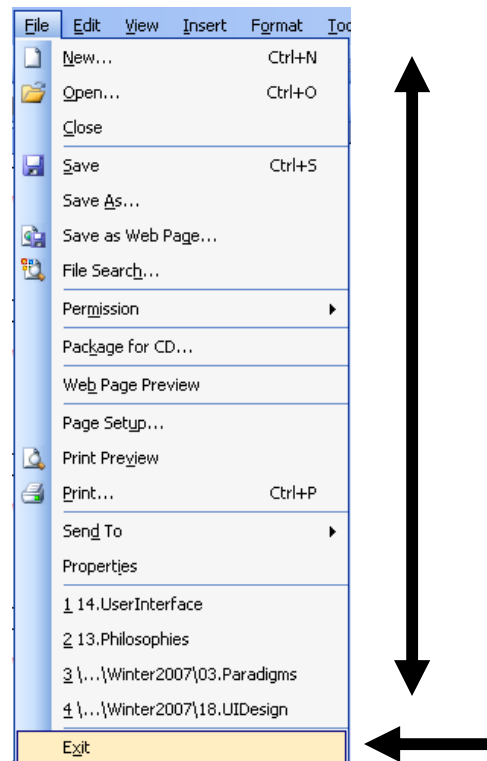 File Edit View Insert Format
New... Ctrl+N
Open... Ctrl+O
Close
Save Ctrl+S
Save As...
Save as Web Page...
File Search...
Permission
Package for CD...
Web Page Preview
Page Setup...
Print Preview
Print... Ctrl+P
Send To
Properties
1 14.UserInterface
2 13.Philosophies
3 \...\Winter2007\03.Paradigms
4 \...\Winter2007\18.UIDesign
Exit